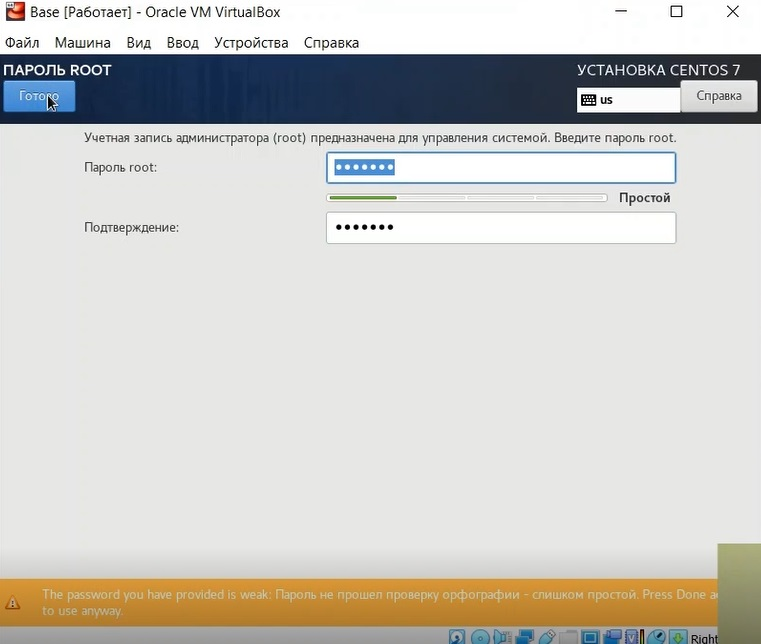 Base [Работает] - Oracle VM VirtualBox
Файл Машина Вид Ввод Устройства Справка
ПАРОЛЬ ROOT
УСТАНОВКА CENTOS 7
Готово
us
Справка
Учетная запись администратора (root) предназначена для управления системой. Введите пароль root.
Пароль root:
•••••••
Простой
Подтверждение:
•••••••
The password you have provided is weak: Пароль не прошел проверку орфографии - слишком простой. Press Done
to use anyway.
Right